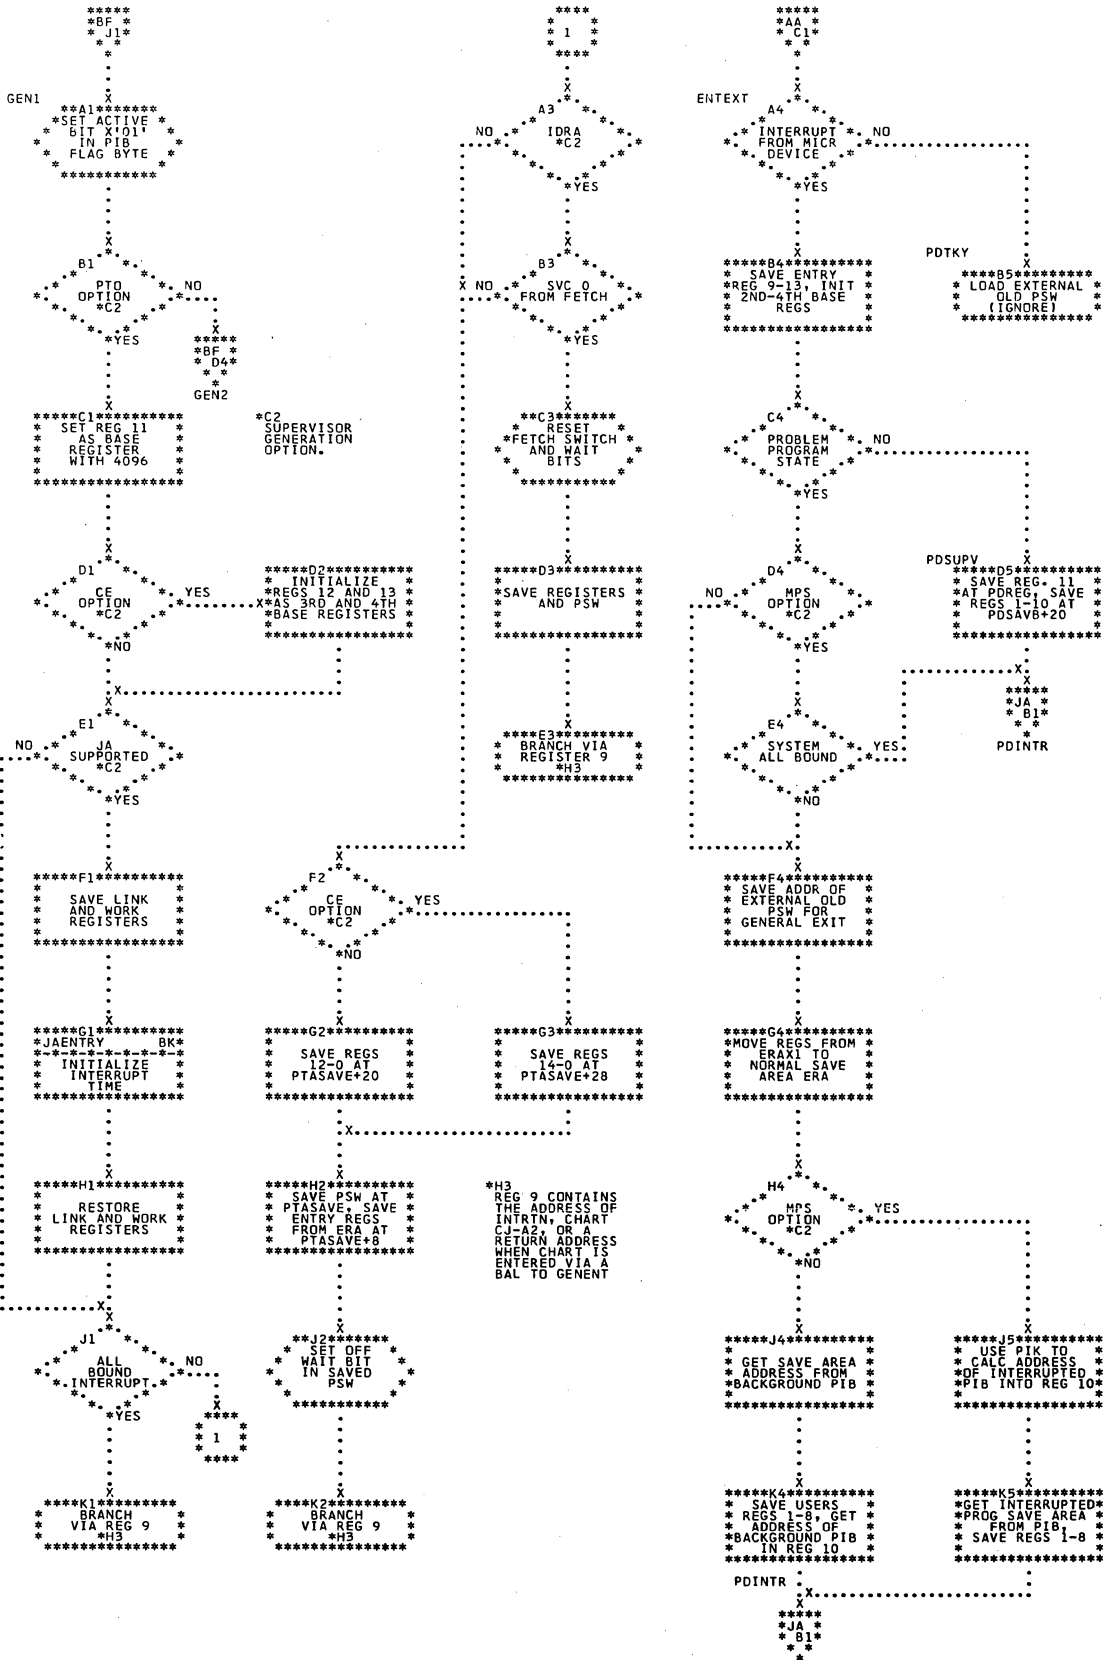 BF
J1
GEN1
A1
SET ACTIVE
BIT X'01'
IN PIB
FLAG BYTE
B1
PTO
OPTION
*C2
NO
YES
BF
D4
GEN2
C1
SET REG 11
AS BASE
REGISTER
WITH 4096
*C2
SUPERVISOR
GENERATION
OPTION.
D1
CE
OPTION
*C2
YES
NO
D2
INITIALIZE
REGS 12 AND 13
AS 3RD AND 4TH
BASE REGISTERS
E1
JA
SUPPORTED
*C2
NO
YES
F1
SAVE LINK
AND WORK
REGISTERS
G1
JAENTRY BK
INITIALIZE
INTERRUPT
TIME
H1
RESTORE
LINK AND WORK
REGISTERS
J1
ALL
BOUND
INTERRUPT
NO
YES
1
K1
BRANCH
VIA REG 9
*H3
1
A3
IDRA
*C2
NO
YES
B3
SVC 0
FROM FETCH
NO
YES
C3
RESET
FETCH SWITCH
AND WAIT
BITS
D3
SAVE REGISTERS
AND PSW
E3
BRANCH VIA
REGISTER 9
*H3
F2
CE
OPTION
*C2
YES
NO
G2
SAVE REGS
12-0 AT
PTASAVE+20
G3
SAVE REGS
14-0 AT
PTASAVE+28
H2
SAVE PSW AT
PTASAVE, SAVE
ENTRY REGS
FROM ERA AT
PTASAVE+8
*H3
REG 9 CONTAINS
THE ADDRESS OF
INTRTN, CHART
CJ-A2, OR A
RETURN ADDRESS
WHEN CHART IS
ENTERED VIA A
BAL TO GENENT
J2
SET OFF
WAIT BIT
IN SAVED
PSW
K2
BRANCH
VIA REG 9
*H3
AA
C1
ENTEXT
A4
INTERRUPT
FROM MICR
DEVICE
NO
YES
B4
SAVE ENTRY
REG 9-13, INIT
2ND-4TH BASE
REGS
PDTKY
B5
LOAD EXTERNAL
OLD PSW
(IGNORE)
C4
PROBLEM
PROGRAM
STATE
NO
YES
D4
MPS
OPTION
*C2
NO
YES
PDSUPV
D5
SAVE REG. 11
AT PDREG, SAVE
REGS 1-10 AT
PDSAVB+20
JA
B1
PDINTR
E4
SYSTEM
ALL BOUND
YES
NO
F4
SAVE ADDR OF
EXTERNAL OLD
PSW FOR
GENERAL EXIT
G4
MOVE REGS FROM
ERAX1 TO
NORMAL SAVE
AREA ERA
H4
MPS
OPTION
*C2
YES
NO
J4
GET SAVE AREA
ADDRESS FROM
BACKGROUND PIB
J5
USE PIK TO
CALC ADDRESS
OF INTERRUPTED
PIB INTO REG 10
K4
SAVE USERS
REGS 1-8, GET
ADDRESS OF
BACKGROUND PIB
IN REG 10
K5
GET INTERRUPTED
PROG SAVE AREA
FROM PIB,
SAVE REGS 1-8
PDINTR
JA
B1